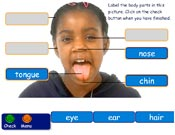 Label the body parts in this
picture. Click on the check
button when you have finished.
nose
tongue
chin
eye
ear
hair
Check
Menu